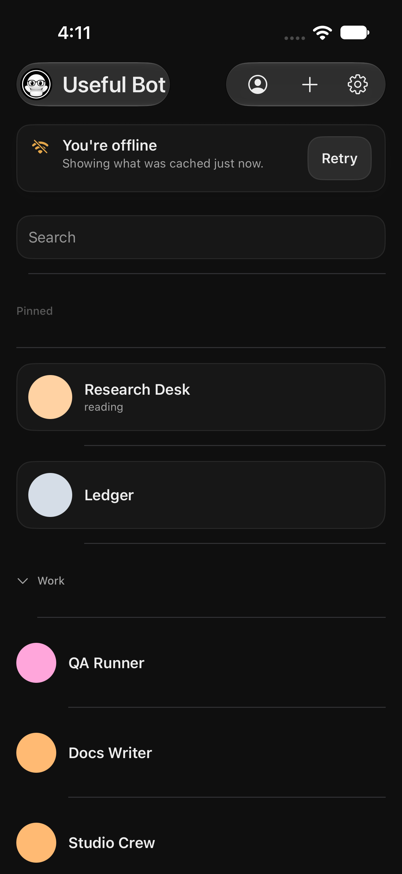 4:11
Useful Bot
You're offline
Showing what was cached just now.
Retry
Search
Pinned
Research Desk
reading
Ledger
Work
QA Runner
Docs Writer
Studio Crew